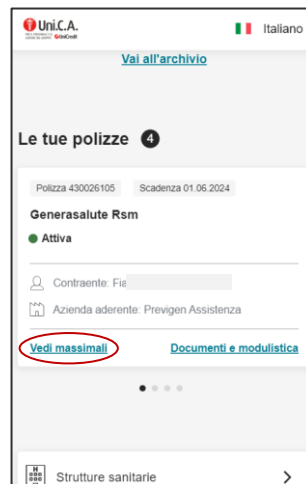 Uni.C.A.
UniCredit
Italiano
Vai all'archivio
Le tue polizze 4
Polizza 430026105 Scadenza 01.06.2024
Generasalute Rsm
Attiva
Contraente: Fia
Azienda aderente: Previgen Assistenza
Vedi massimali Documenti e modulistica
H
Strutture sanitarie